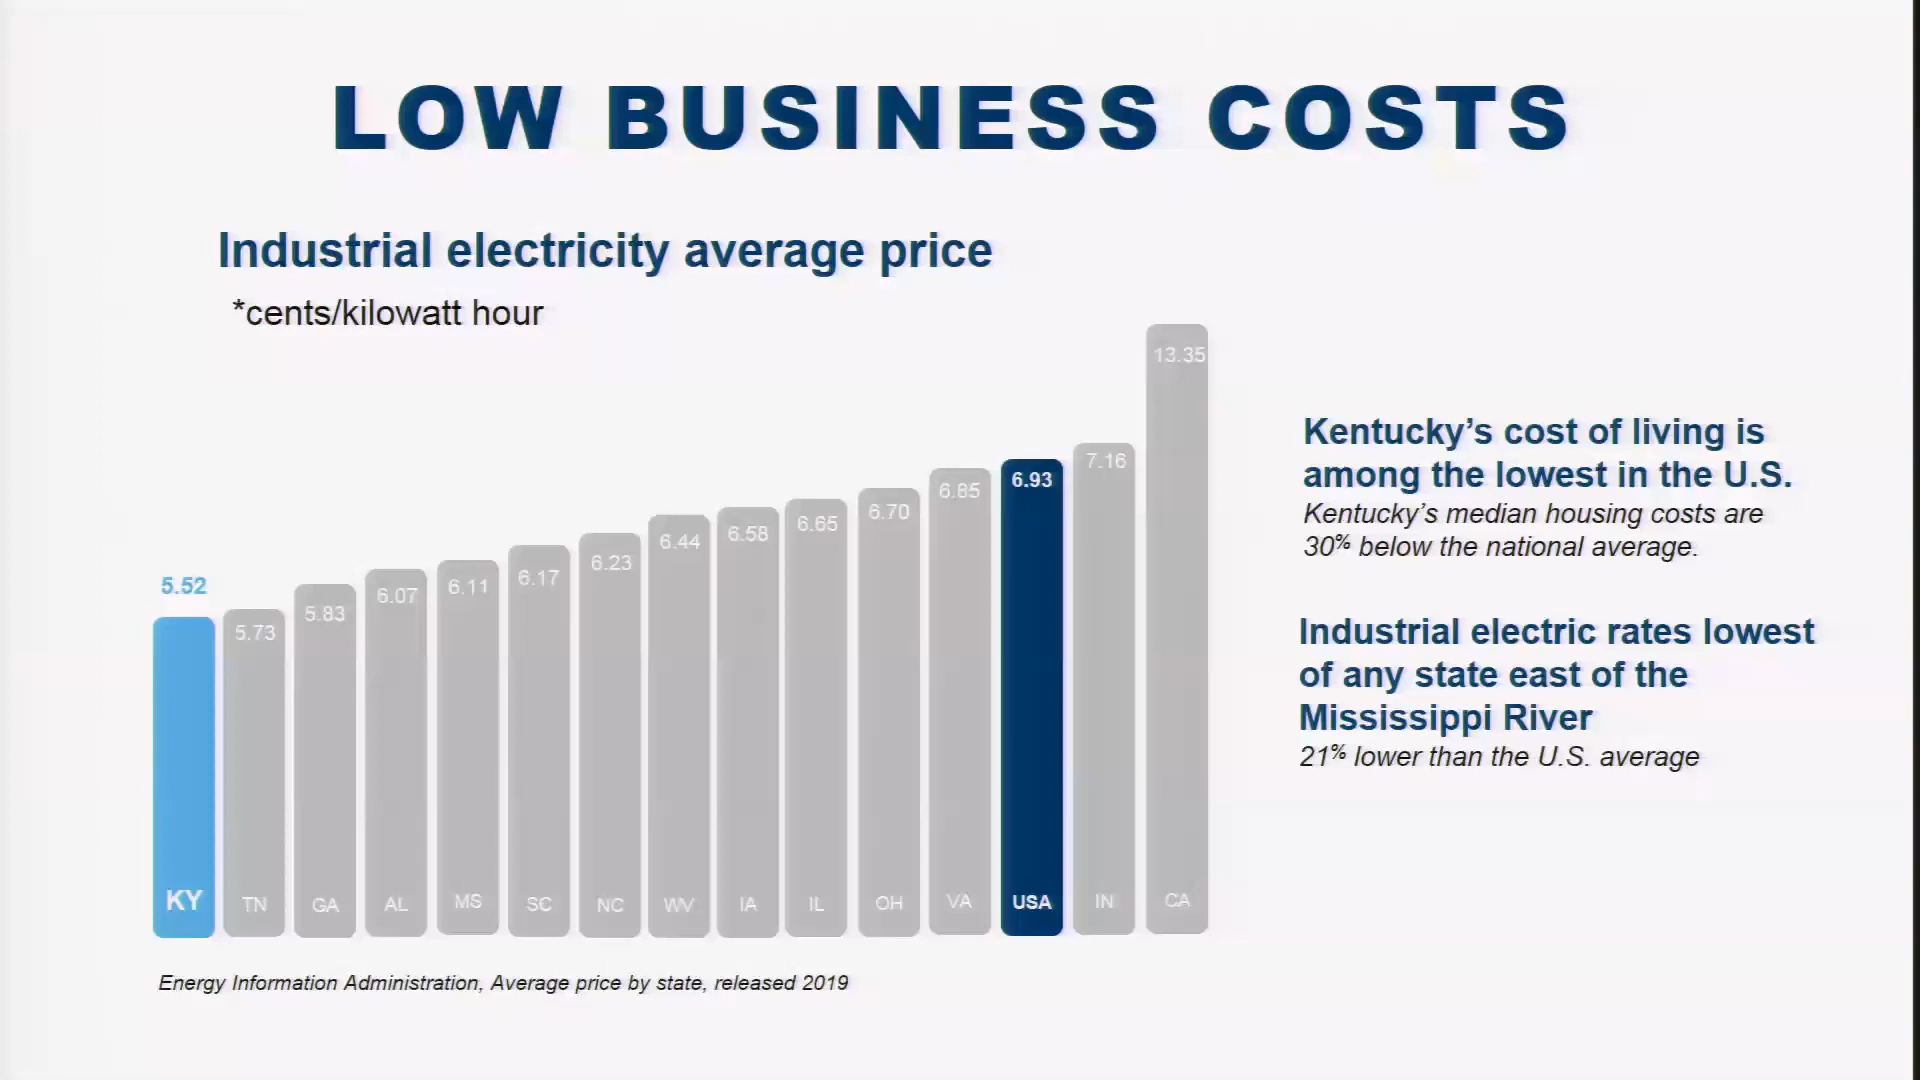 LOW BUSINESS COSTS
Industrial electricity average price
*cents/kilowatt hour
5.52
5.73
5.83
6.07
6.11
6.17
6.23
6.44
6.58
6.65
6.70
6.85
6.93
7.16
13.35
KY
TN
GA
AL
MS
SC
NC
WV
IA
IL
OH
VA
USA
IN
CA
Kentucky’s cost of living is
among the lowest in the U.S.
Kentucky’s median housing costs are
30% below the national average.
Industrial electric rates lowest
of any state east of the
Mississippi River
21% lower than the U.S. average
Energy Information Administration, Average price by state, released 2019